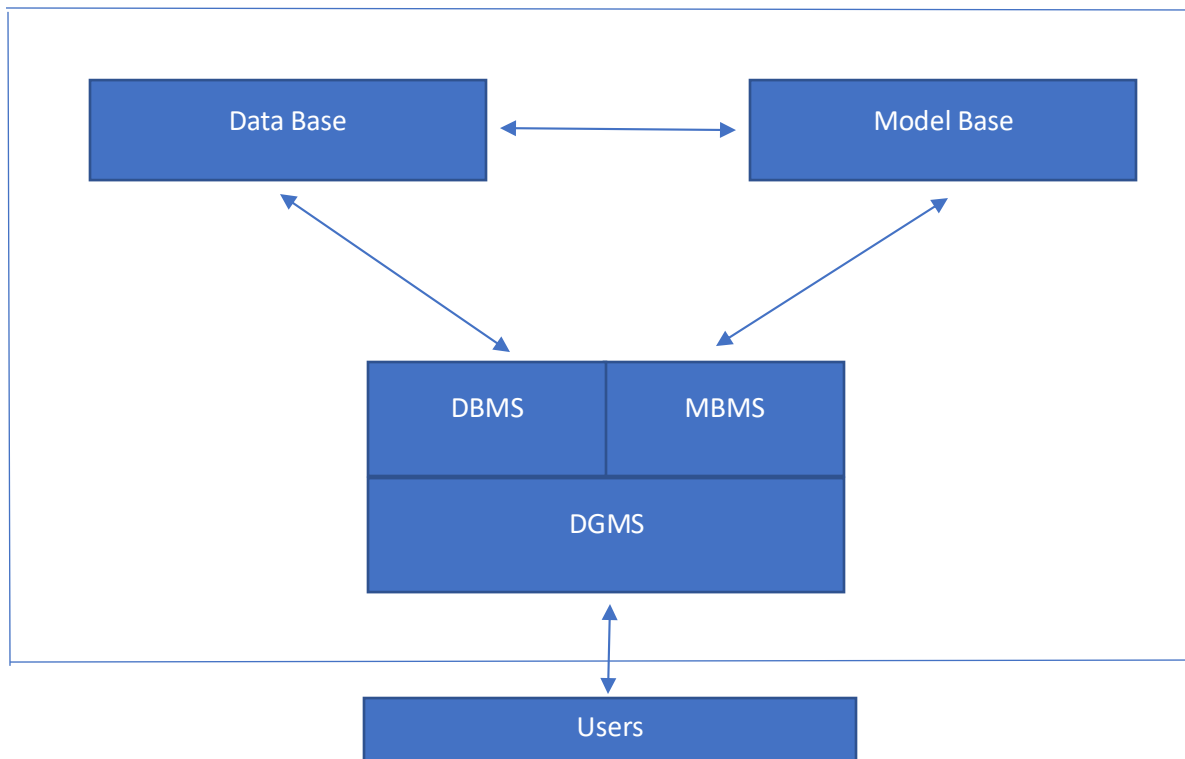 Data Base
Model Base
DBMS
MBMS
DGMS
Users